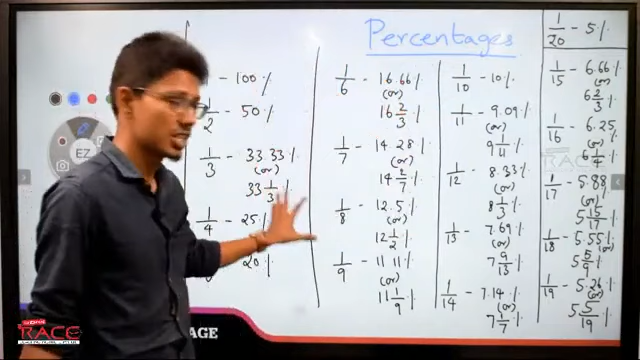 Percentages
- 100%
1/2 - 50%
1/3 - 33.33%
(or)
33 1/3%
1/4 - 25%
20%
1/6 - 16.66%
(or)
16 2/3%
1/7 - 14.28%
(or)
14 2/7%
1/8 - 12.5%
(or)
12 1/2%
1/9 - 11.11%
(or)
11 1/9%
1/10 - 10%
1/11 - 9.09%
(or)
9 1/11%
1/12 - 8.33%
(or)
8 1/3%
1/13 - 7.69%
(or)
7 9/13%
1/14 - 7.14%
(or)
7 1/7%
1/20 - 5%
1/15 - 6.66%
(or)
6 2/3%
1/16 - 6.25%
(or)
6 1/4%
1/17 - 5.88%
(or)
5 15/17%
1/18 - 5.55%
(or)
5 5/9%
1/19 - 5.26%
(or)
5 5/19%
EZ
RACE
RACE